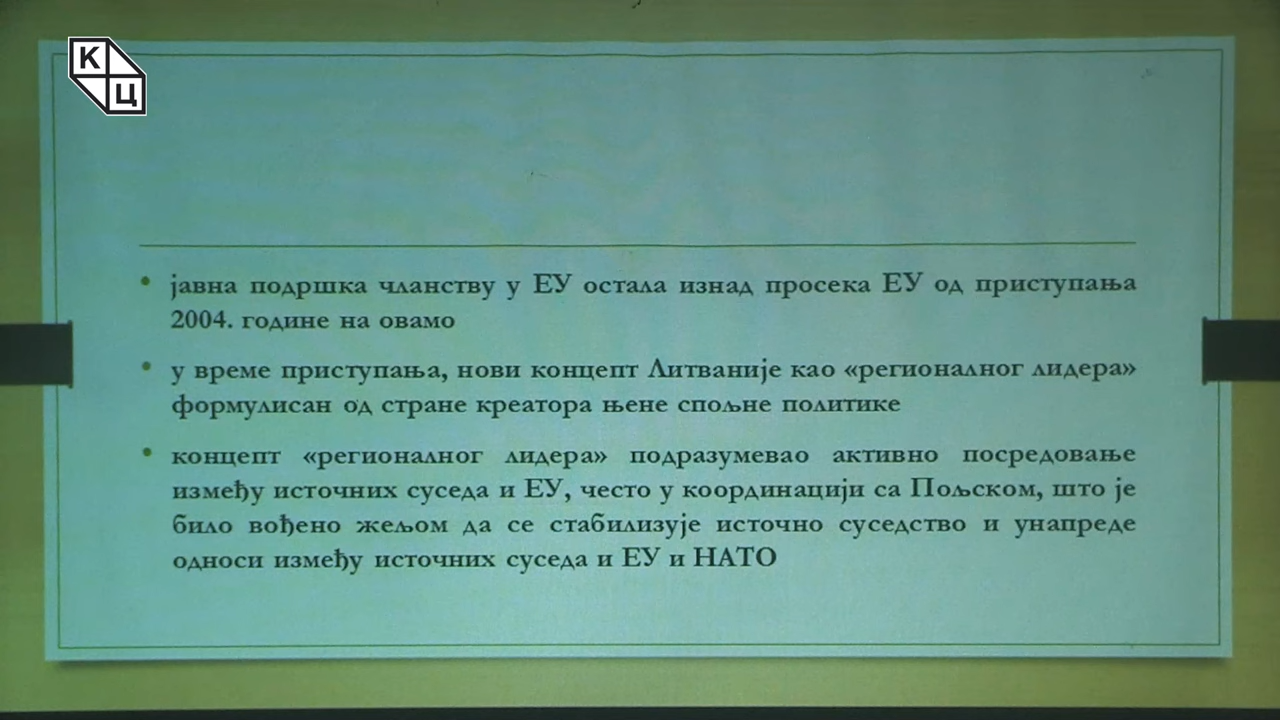 К
Ц
јавна подршка чланству у ЕУ остала изнад просека ЕУ од приступања
2004. године на овамо
у време приступања, нови концепт Литваније као «регионалног лидера»
формулисан од стране креатора њене спољне политике
концепт «регионалног лидера» подразумевао активно посредовање
између источних суседа и ЕУ, често у координацији са Пољском, што је
било вођено жељом да се стабилизује источно суседство и унапреде
односи између источних суседа и ЕУ и НАТО